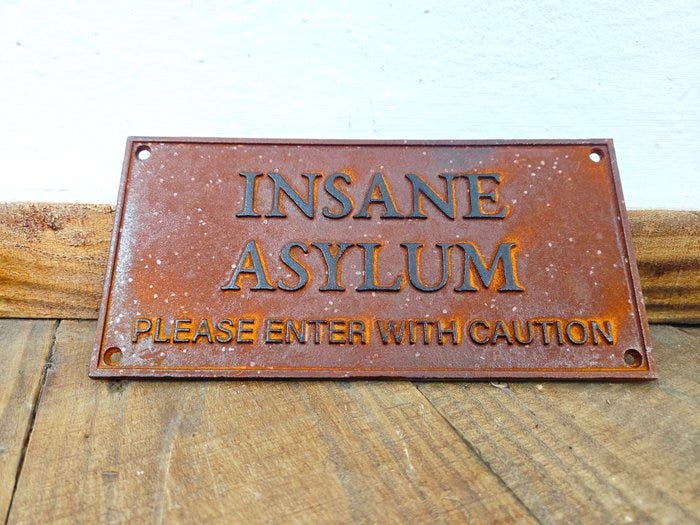 INSANE
ASYLUM
PLEASE ENTER WITH CAUTION